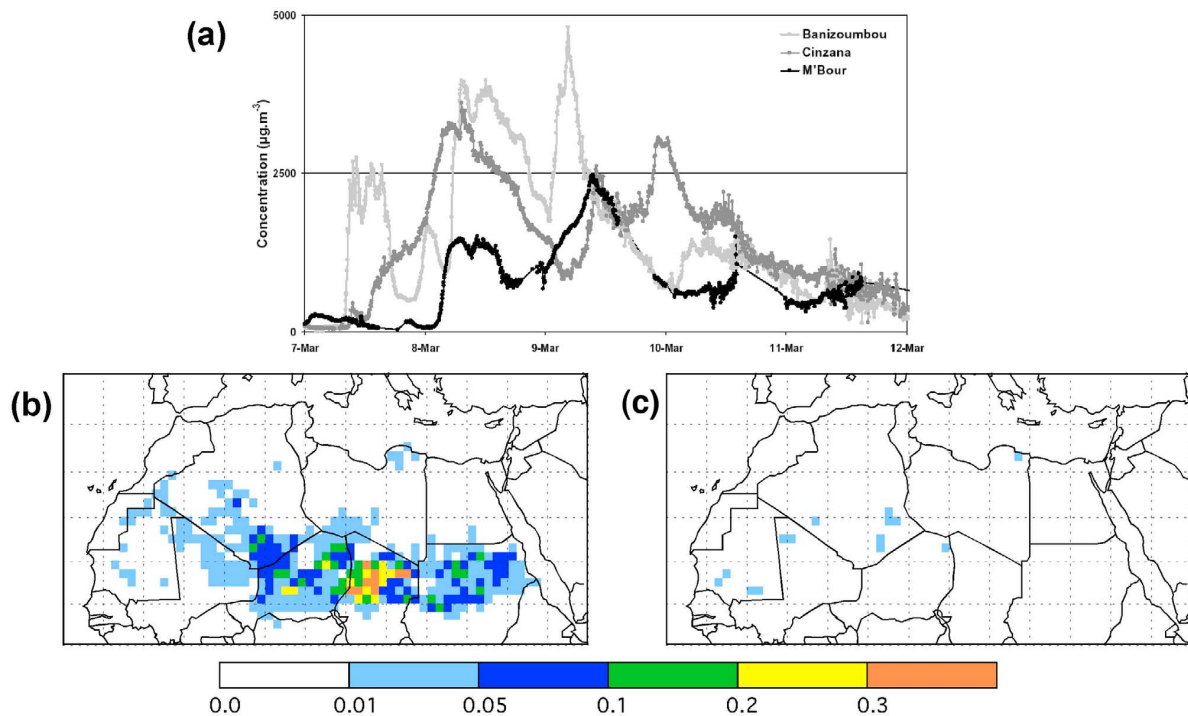 (a)
5000
Banizoumbou
Cinzana
M'Bour
Concentration (µg.m⁻³)
2500
0
7-Mar 8-Mar 9-Mar 10-Mar 11-Mar 12-Mar
(b) (c)
0.0 0.01 0.05 0.1 0.2 0.3